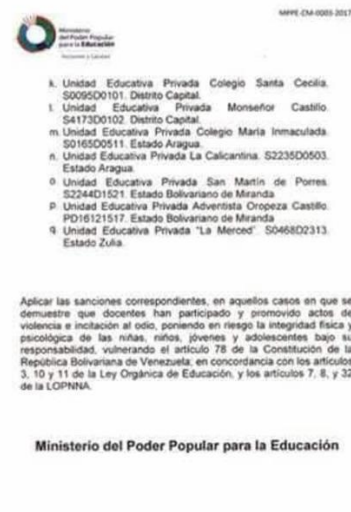 MPPE-CM-0003-2017
Ministerio
del Poder Popular
para la Educación
k. Unidad Educativa Privada Colegio Santa Cecilia.
S0095D0101. Distrito Capital.
l. Unidad Educativa Privada Monseñor Castillo.
S4173D0102. Distrito Capital.
m. Unidad Educativa Privada Colegio María Inmaculada.
S0165D0511. Estado Aragua.
n. Unidad Educativa Privada La Calicantina. S2235D0503.
Estado Aragua.
o. Unidad Educativa Privada San Martín de Porres.
S2244D1521. Estado Bolivariano de Miranda
p. Unidad Educativa Privada Adventista Oropeza Castillo.
PD16121517. Estado Bolivariano de Miranda
q. Unidad Educativa Privada "La Merced". S0468D2313.
Estado Zulia.
Aplicar las sanciones correspondientes, en aquellos casos en que se
demuestre que docentes han participado y promovido actos de
violencia e incitación al odio, poniendo en riesgo la integridad física y
psicológica de las niñas, niños, jóvenes y adolescentes bajo su
responsabilidad, vulnerando el artículo 78 de la Constitución de la
República Bolivariana de Venezuela; en concordancia con los artículos
3, 10 y 11 de la Ley Orgánica de Educación, y los artículos 7, 8, y 32
de la LOPNNA.
Ministerio del Poder Popular para la Educación